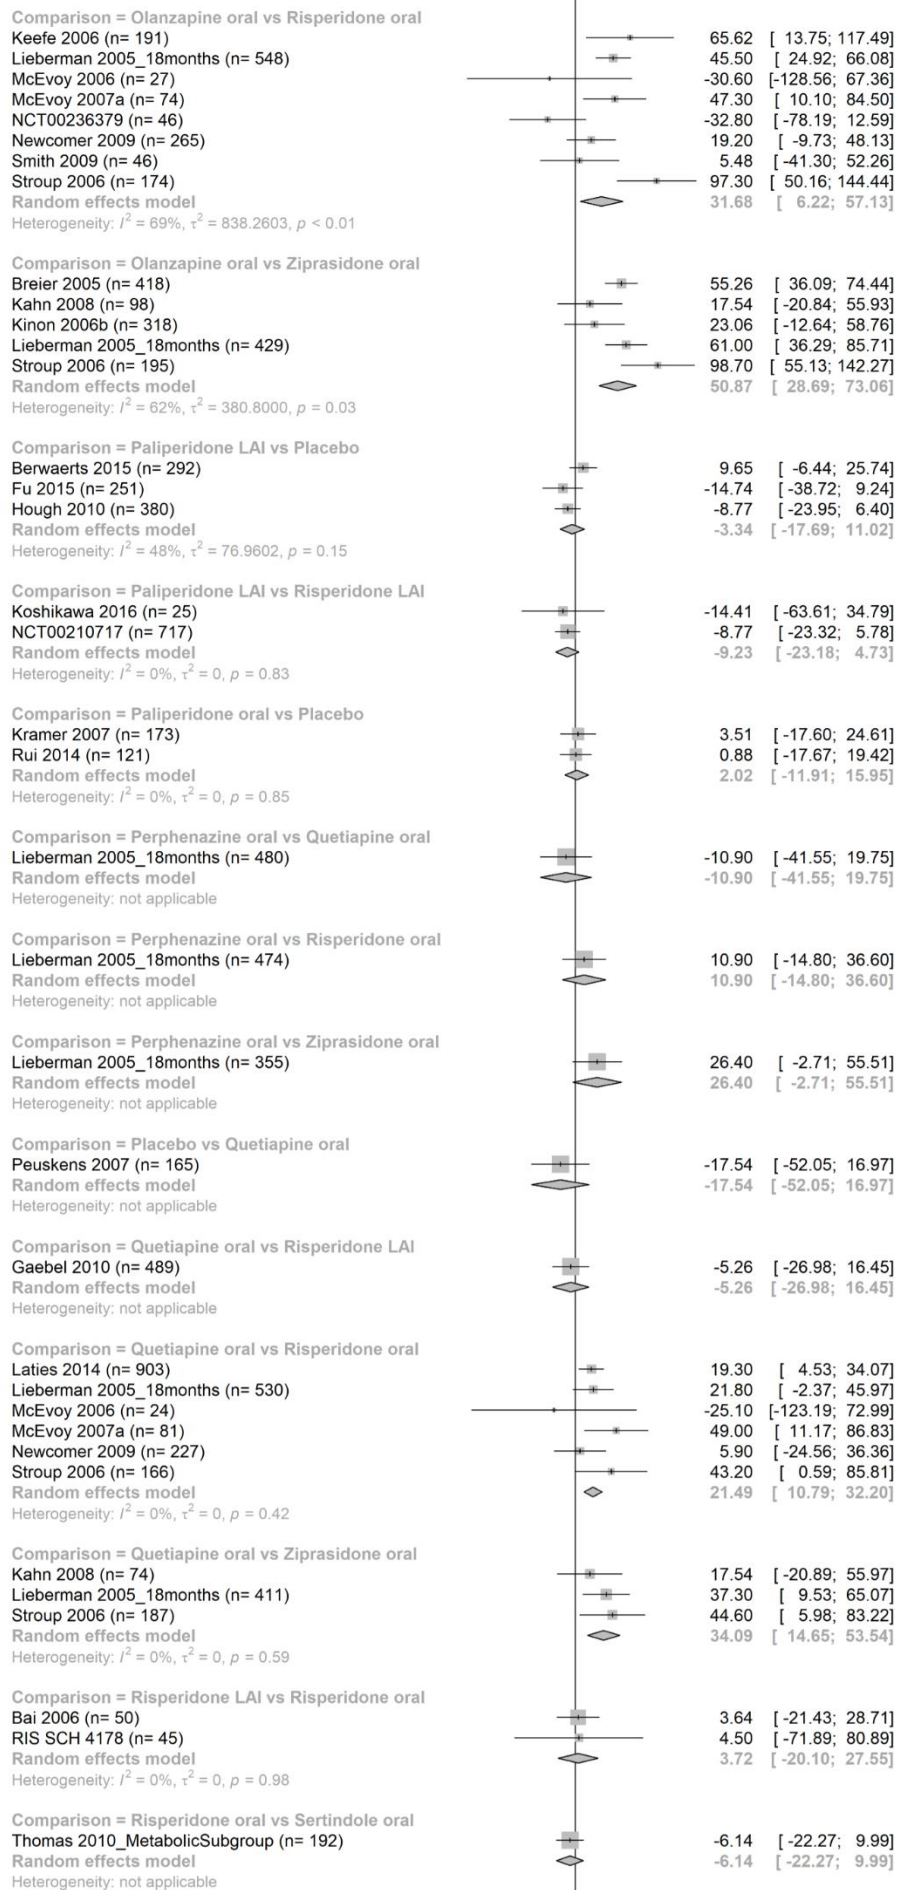 Comparison = Olanzapine oral vs Risperidone oral
Keefe 2006 (n= 191) 65.62 [ 13.75; 117.49]
Lieberman 2005_18months (n= 548) 45.50 [ 24.92; 66.08]
McEvoy 2006 (n= 27) -30.60 [-128.56; 67.36]
McEvoy 2007a (n= 74) 47.30 [ 10.10; 84.50]
NCT00236379 (n= 46) -32.80 [ -78.19; 12.59]
Newcomer 2009 (n= 265) 19.20 [ -9.73; 48.13]
Smith 2009 (n= 46) 5.48 [ -41.30; 52.26]
Stroup 2006 (n= 174) 97.30 [ 50.16; 144.44]
Random effects model 31.68 [ 6.22; 57.13]
Heterogeneity: I² = 69%, τ² = 838.2603, p < 0.01
Comparison = Olanzapine oral vs Ziprasidone oral
Breier 2005 (n= 418) 55.26 [ 36.09; 74.44]
Kahn 2008 (n= 98) 17.54 [ -20.84; 55.93]
Kinon 2006b (n= 318) 23.06 [ -12.64; 58.76]
Lieberman 2005_18months (n= 429) 61.00 [ 36.29; 85.71]
Stroup 2006 (n= 195) 98.70 [ 55.13; 142.27]
Random effects model 50.87 [ 28.69; 73.06]
Heterogeneity: I² = 62%, τ² = 380.8000, p = 0.03
Comparison = Paliperidone LAI vs Placebo
Berwaerts 2015 (n= 292) 9.65 [ -6.44; 25.74]
Fu 2015 (n= 251) -14.74 [ -38.72; 9.24]
Hough 2010 (n= 380) -8.77 [ -23.95; 6.40]
Random effects model -3.34 [ -17.69; 11.02]
Heterogeneity: I² = 48%, τ² = 76.9602, p = 0.15
Comparison = Paliperidone LAI vs Risperidone LAI
Koshikawa 2016 (n= 25) -14.41 [ -63.61; 34.79]
NCT00210717 (n= 717) -8.77 [ -23.32; 5.78]
Random effects model -9.23 [ -23.18; 4.73]
Heterogeneity: I² = 0%, τ² = 0, p = 0.83
Comparison = Paliperidone oral vs Placebo
Kramer 2007 (n= 173) 3.51 [ -17.60; 24.61]
Rui 2014 (n= 121) 0.88 [ -17.67; 19.42]
Random effects model 2.02 [ -11.91; 15.95]
Heterogeneity: I² = 0%, τ² = 0, p = 0.85
Comparison = Perphenazine oral vs Quetiapine oral
Lieberman 2005_18months (n= 480) -10.90 [ -41.55; 19.75]
Random effects model -10.90 [ -41.55; 19.75]
Heterogeneity: not applicable
Comparison = Perphenazine oral vs Risperidone oral
Lieberman 2005_18months (n= 474) 10.90 [ -14.80; 36.60]
Random effects model 10.90 [ -14.80; 36.60]
Heterogeneity: not applicable
Comparison = Perphenazine oral vs Ziprasidone oral
Lieberman 2005_18months (n= 355) 26.40 [ -2.71; 55.51]
Random effects model 26.40 [ -2.71; 55.51]
Heterogeneity: not applicable
Comparison = Placebo vs Quetiapine oral
Peuskens 2007 (n= 165) -17.54 [ -52.05; 16.97]
Random effects model -17.54 [ -52.05; 16.97]
Heterogeneity: not applicable
Comparison = Quetiapine oral vs Risperidone LAI
Gaebel 2010 (n= 489) -5.26 [ -26.98; 16.45]
Random effects model -5.26 [ -26.98; 16.45]
Heterogeneity: not applicable
Comparison = Quetiapine oral vs Risperidone oral
Laties 2014 (n= 903) 19.30 [ 4.53; 34.07]
Lieberman 2005_18months (n= 530) 21.80 [ -2.37; 45.97]
McEvoy 2006 (n= 24) -25.10 [-123.19; 72.99]
McEvoy 2007a (n= 81) 49.00 [ 11.17; 86.83]
Newcomer 2009 (n= 227) 5.90 [ -24.56; 36.36]
Stroup 2006 (n= 166) 43.20 [ 0.59; 85.81]
Random effects model 21.49 [ 10.79; 32.20]
Heterogeneity: I² = 0%, τ² = 0, p = 0.42
Comparison = Quetiapine oral vs Ziprasidone oral
Kahn 2008 (n= 74) 17.54 [ -20.89; 55.97]
Lieberman 2005_18months (n= 411) 37.30 [ 9.53; 65.07]
Stroup 2006 (n= 187) 44.60 [ 5.98; 83.22]
Random effects model 34.09 [ 14.65; 53.54]
Heterogeneity: I² = 0%, τ² = 0, p = 0.59
Comparison = Risperidone LAI vs Risperidone oral
Bai 2006 (n= 50) 3.64 [ -21.43; 28.71]
RIS SCH 4178 (n= 45) 4.50 [ -71.89; 80.89]
Random effects model 3.72 [ -20.10; 27.55]
Heterogeneity: I² = 0%, τ² = 0, p = 0.98
Comparison = Risperidone oral vs Sertindole oral
Thomas 2010_MetabolicSubgroup (n= 192) -6.14 [ -22.27; 9.99]
Random effects model -6.14 [ -22.27; 9.99]
Heterogeneity: not applicable